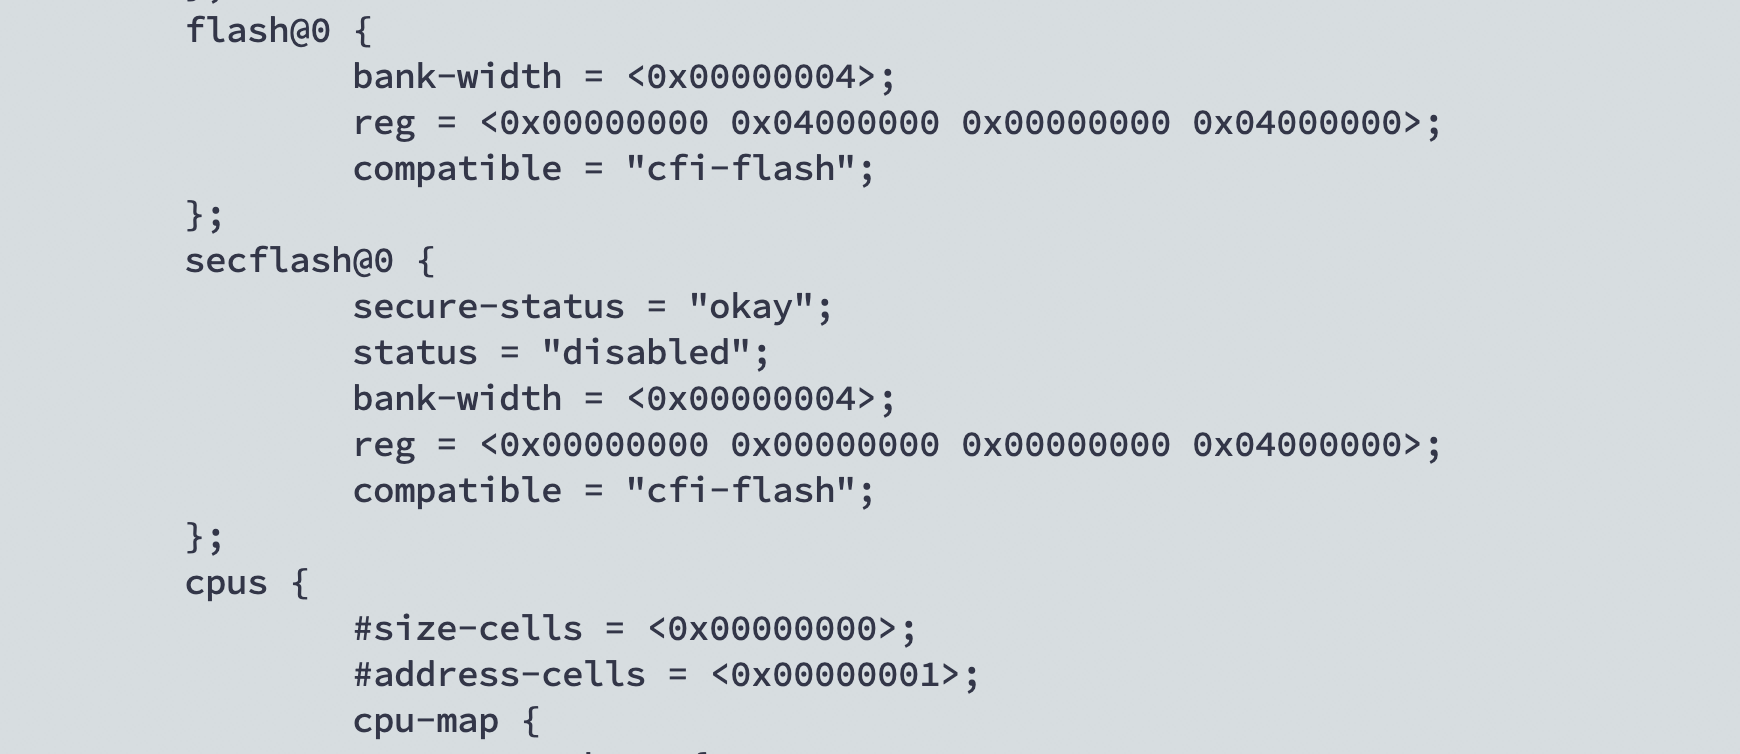 flash@0 {
bank-width = <0x00000004>;
reg = <0x00000000 0x04000000 0x00000000 0x04000000>;
compatible = "cfi-flash";
};
secflash@0 {
secure-status = "okay";
status = "disabled";
bank-width = <0x00000004>;
reg = <0x00000000 0x00000000 0x00000000 0x04000000>;
compatible = "cfi-flash";
};
cpus {
#size-cells = <0x00000000>;
#address-cells = <0x00000001>;
cpu-map {